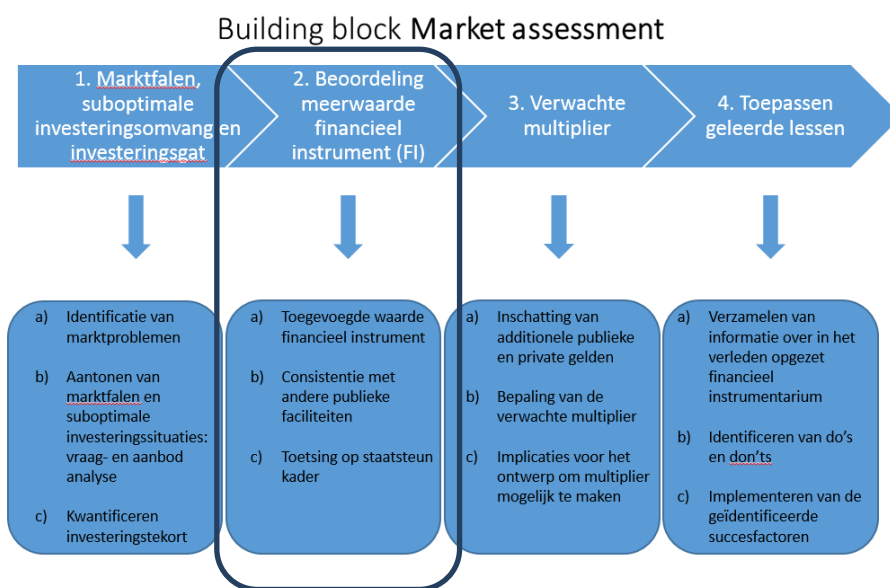 Building block Market assessment
1. Marktfalen,
suboptimale
investeringsomvang en
investeringsgat
2. Beoordeling
meerwaarde
financieel
instrument (FI)
3. Verwachte
multiplier
4. Toepassen
geleerde lessen
a) Identificatie van
marktproblemen
b) Aantonen van
marktfalen en
suboptimale
investeringssituaties:
vraag- en aanbod
analyse
c) Kwantificeren
investeringstekort
a) Toegevoegde waarde
financieel instrument
b) Consistentie met
andere publieke
faciliteiten
c) Toetsing op staatsteun
kader
a) Inschatting van
additionele publieke
en private gelden
b) Bepaling van de
verwachte multiplier
c) Implicaties voor het
ontwerp om multiplier
mogelijk te maken
a) Verzamelen van
informatie over in het
verleden opgezet
financieel
instrumentarium
b) Identificeren van do’s
en don’ts
c) Implementeren van de
geïdentificeerde
succesfactoren